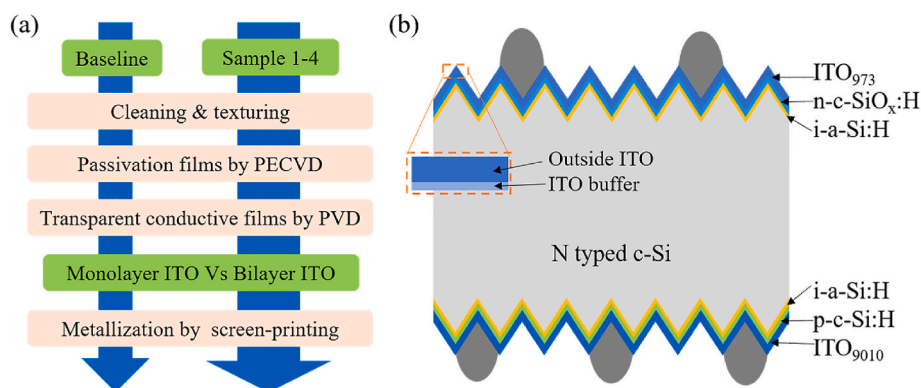 (a)
Baseline
Sample 1-4
Cleaning & texturing
Passivation films by PECVD
Transparent conductive films by PVD
Monolayer ITO Vs Bilayer ITO
Metallization by screen-printing
(b)
ITO₉₇₃
n-c-SiOₓ:H
i-a-Si:H
Outside ITO
ITO buffer
N typed c-Si
i-a-Si:H
p-c-Si:H
ITO₉₀₁₀